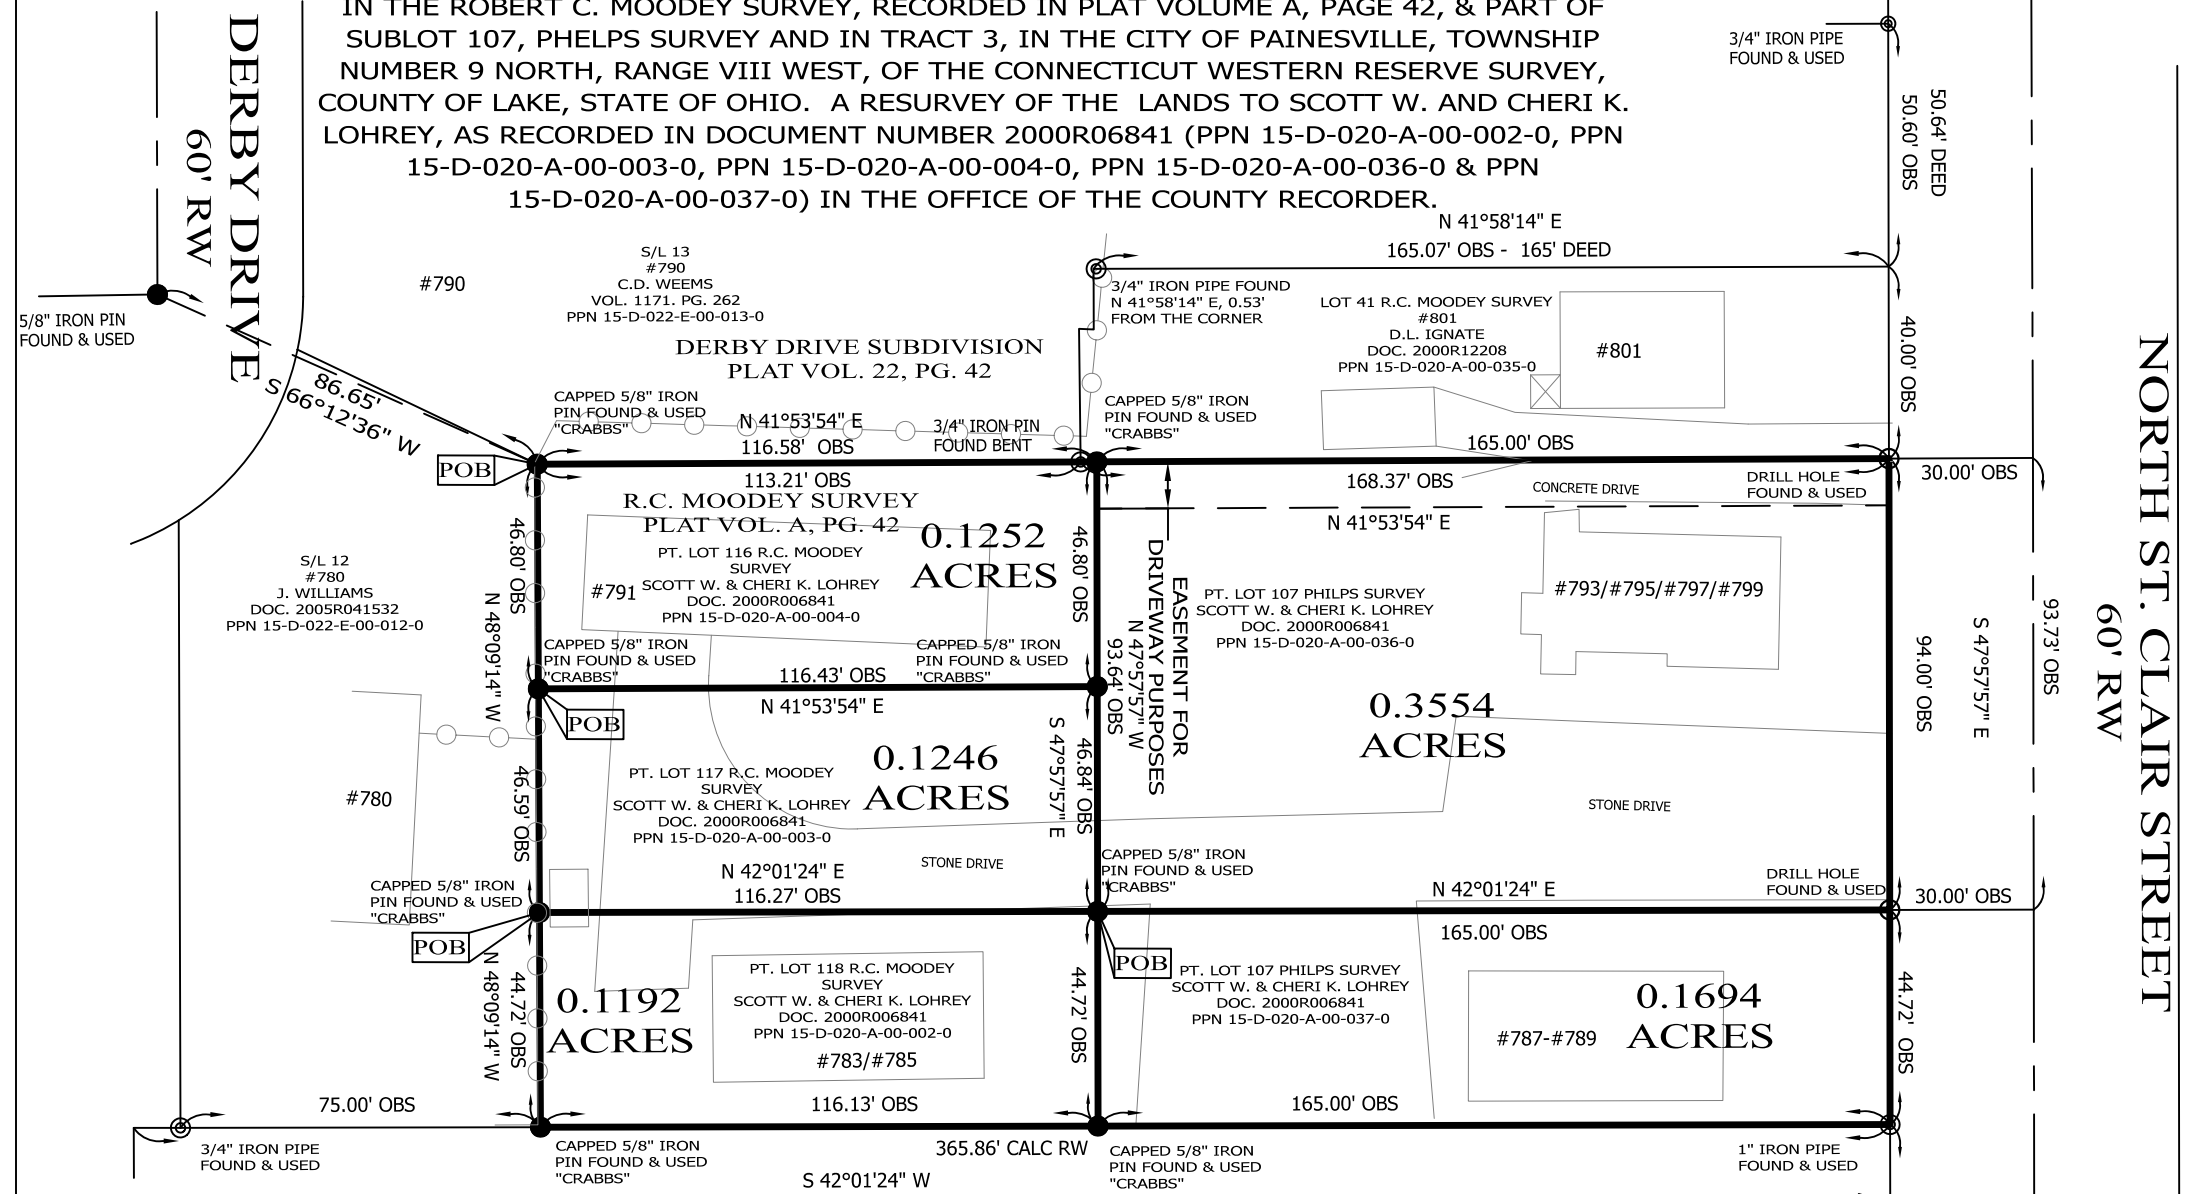 IN THE ROBERT C. MOODEY SURVEY, RECORDED IN PLAT VOLUME A, PAGE 42, & PART OF
SUBLOT 107, PHELPS SURVEY AND IN TRACT 3, IN THE CITY OF PAINESVILLE, TOWNSHIP
NUMBER 9 NORTH, RANGE VIII WEST, OF THE CONNECTICUT WESTERN RESERVE SURVEY,
COUNTY OF LAKE, STATE OF OHIO. A RESURVEY OF THE LANDS TO SCOTT W. AND CHERI K.
LOHREY, AS RECORDED IN DOCUMENT NUMBER 2000R06841 (PPN 15-D-020-A-00-002-0, PPN
15-D-020-A-00-003-0, PPN 15-D-020-A-00-004-0, PPN 15-D-020-A-00-036-0 & PPN
15-D-020-A-00-037-0) IN THE OFFICE OF THE COUNTY RECORDER.
DERBY DRIVE
60' RW
3/4" IRON PIPE
FOUND & USED
50.64' DEED
50.60' OBS
N 41°58'14" E
165.07' OBS - 165' DEED
5/8" IRON PIN
FOUND & USED
#790
S/L 13
#790
C.D. WEEMS
VOL. 1171. PG. 262
PPN 15-D-022-E-00-013-0
DERBY DRIVE SUBDIVISION
PLAT VOL. 22, PG. 42
3/4" IRON PIPE FOUND
N 41°58'14" E, 0.53'
FROM THE CORNER
LOT 41 R.C. MOODEY SURVEY
#801
D.L. IGNATE
DOC. 2000R12208
PPN 15-D-020-A-00-035-0
#801
40.00' OBS
86.65'
S 66°12'36" W
CAPPED 5/8" IRON
PIN FOUND & USED
"CRABBS"
N 41°53'54" E
116.58' OBS
3/4" IRON PIN
FOUND BENT
CAPPED 5/8" IRON
PIN FOUND & USED
"CRABBS"
165.00' OBS
POB
113.21' OBS
168.37' OBS
DRILL HOLE
FOUND & USED
30.00' OBS
CONCRETE DRIVE
N 41°53'54" E
R.C. MOODEY SURVEY
PLAT VOL. A, PG. 42
0.1252
ACRES
46.80' OBS
46.80' OBS
PT. LOT 116 R.C. MOODEY
SURVEY
SCOTT W. & CHERI K. LOHREY
DOC. 2000R006841
PPN 15-D-020-A-00-004-0
#791
S/L 12
#780
J. WILLIAMS
DOC. 2005R041532
PPN 15-D-022-E-00-012-0
N 48°09'14" W
EASEMENT FOR
DRIVEWAY PURPOSES
N 47°57'57" W
93.64' OBS
PT. LOT 107 PHILPS SURVEY
SCOTT W. & CHERI K. LOHREY
DOC. 2000R006841
PPN 15-D-020-A-00-036-0
#793/#795/#797/#799
0.3554
ACRES
94.00' OBS
S 47°57'57" E
93.73' OBS
60' RW
NORTH ST. CLAIR STREET
CAPPED 5/8" IRON
PIN FOUND & USED
"CRABBS"
CAPPED 5/8" IRON
PIN FOUND & USED
"CRABBS"
116.43' OBS
N 41°53'54" E
POB
0.1246
ACRES
S 47°57'57" E
46.84' OBS
46.59' OBS
#780
PT. LOT 117 R.C. MOODEY
SURVEY
SCOTT W. & CHERI K. LOHREY
DOC. 2000R006841
PPN 15-D-020-A-00-003-0
STONE DRIVE
STONE DRIVE
N 42°01'24" E
116.27' OBS
CAPPED 5/8" IRON
PIN FOUND & USED
"CRABBS"
CAPPED 5/8" IRON
PIN FOUND & USED
"CRABBS"
N 42°01'24" E
165.00' OBS
DRILL HOLE
FOUND & USED
30.00' OBS
POB
POB
N 48°09'14" W
44.72' OBS
0.1192
ACRES
PT. LOT 118 R.C. MOODEY
SURVEY
SCOTT W. & CHERI K. LOHREY
DOC. 2000R006841
PPN 15-D-020-A-00-002-0
#783/#785
44.72' OBS
PT. LOT 107 PHILPS SURVEY
SCOTT W. & CHERI K. LOHREY
DOC. 2000R006841
PPN 15-D-020-A-00-037-0
#787-#789
0.1694
ACRES
44.72' OBS
75.00' OBS
116.13' OBS
165.00' OBS
3/4" IRON PIPE
FOUND & USED
CAPPED 5/8" IRON
PIN FOUND & USED
"CRABBS"
365.86' CALC RW
S 42°01'24" W
CAPPED 5/8" IRON
PIN FOUND & USED
"CRABBS"
1" IRON PIPE
FOUND & USED